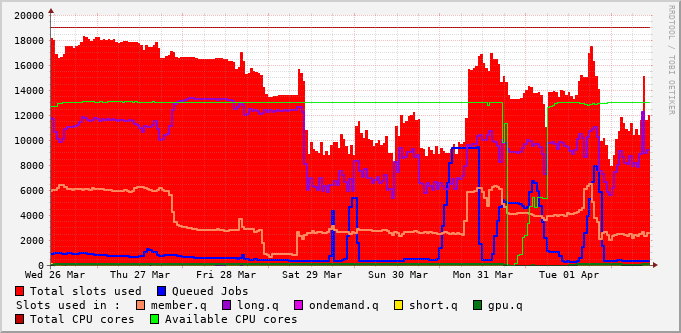 20000
18000
16000
14000
12000
10000
8000
6000
4000
2000
0
Wed 26 Mar Thu 27 Mar Fri 28 Mar Sat 29 Mar Sun 30 Mar Mon 31 Mar Tue 01 Apr
RRDTOOL / TOBI OETIKER
Total slots used Queued Jobs
Slots used in : member.q long.q ondemand.q short.q gpu.q
Total CPU cores Available CPU cores